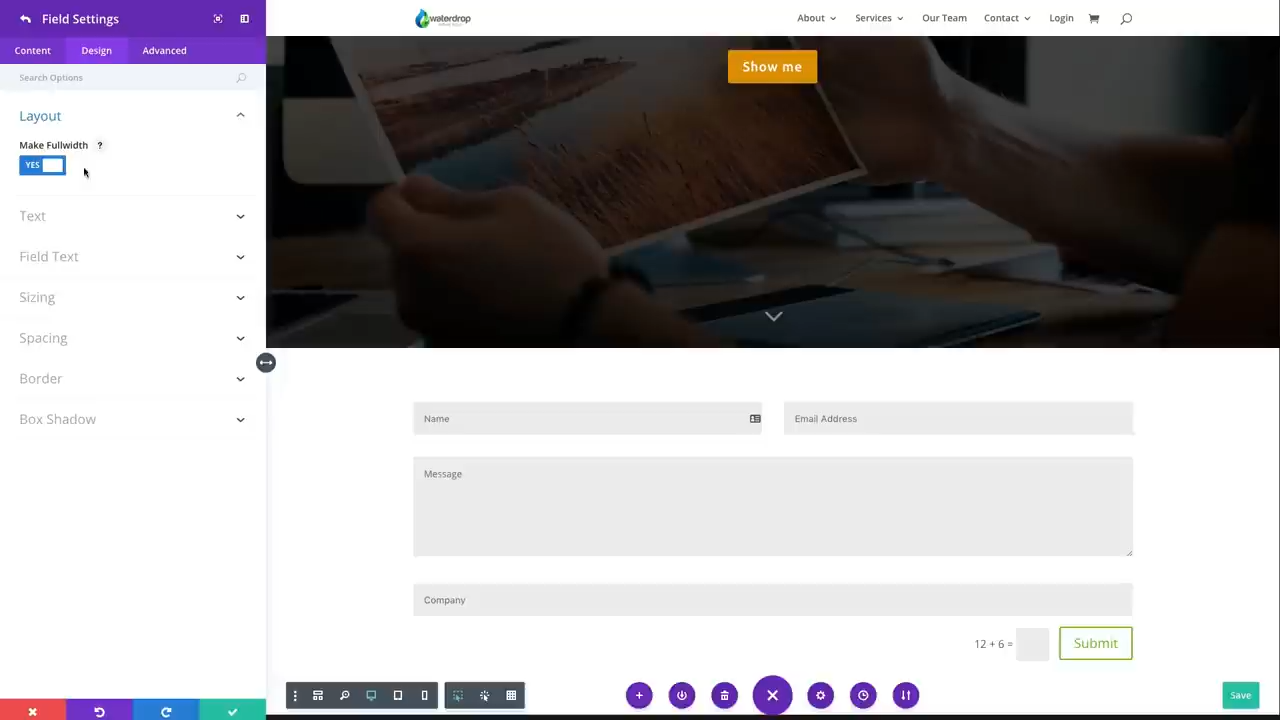 Field Settings
waterdrop
About
Services
Our Team
Contact
Login
Content
Design
Advanced
Search Options
Show me
Layout
Make Fullwidth ?
YES
Text
Field Text
Sizing
Spacing
Border
Box Shadow
Name
Email Address
Message
Company
12 + 6 =
Submit
Save